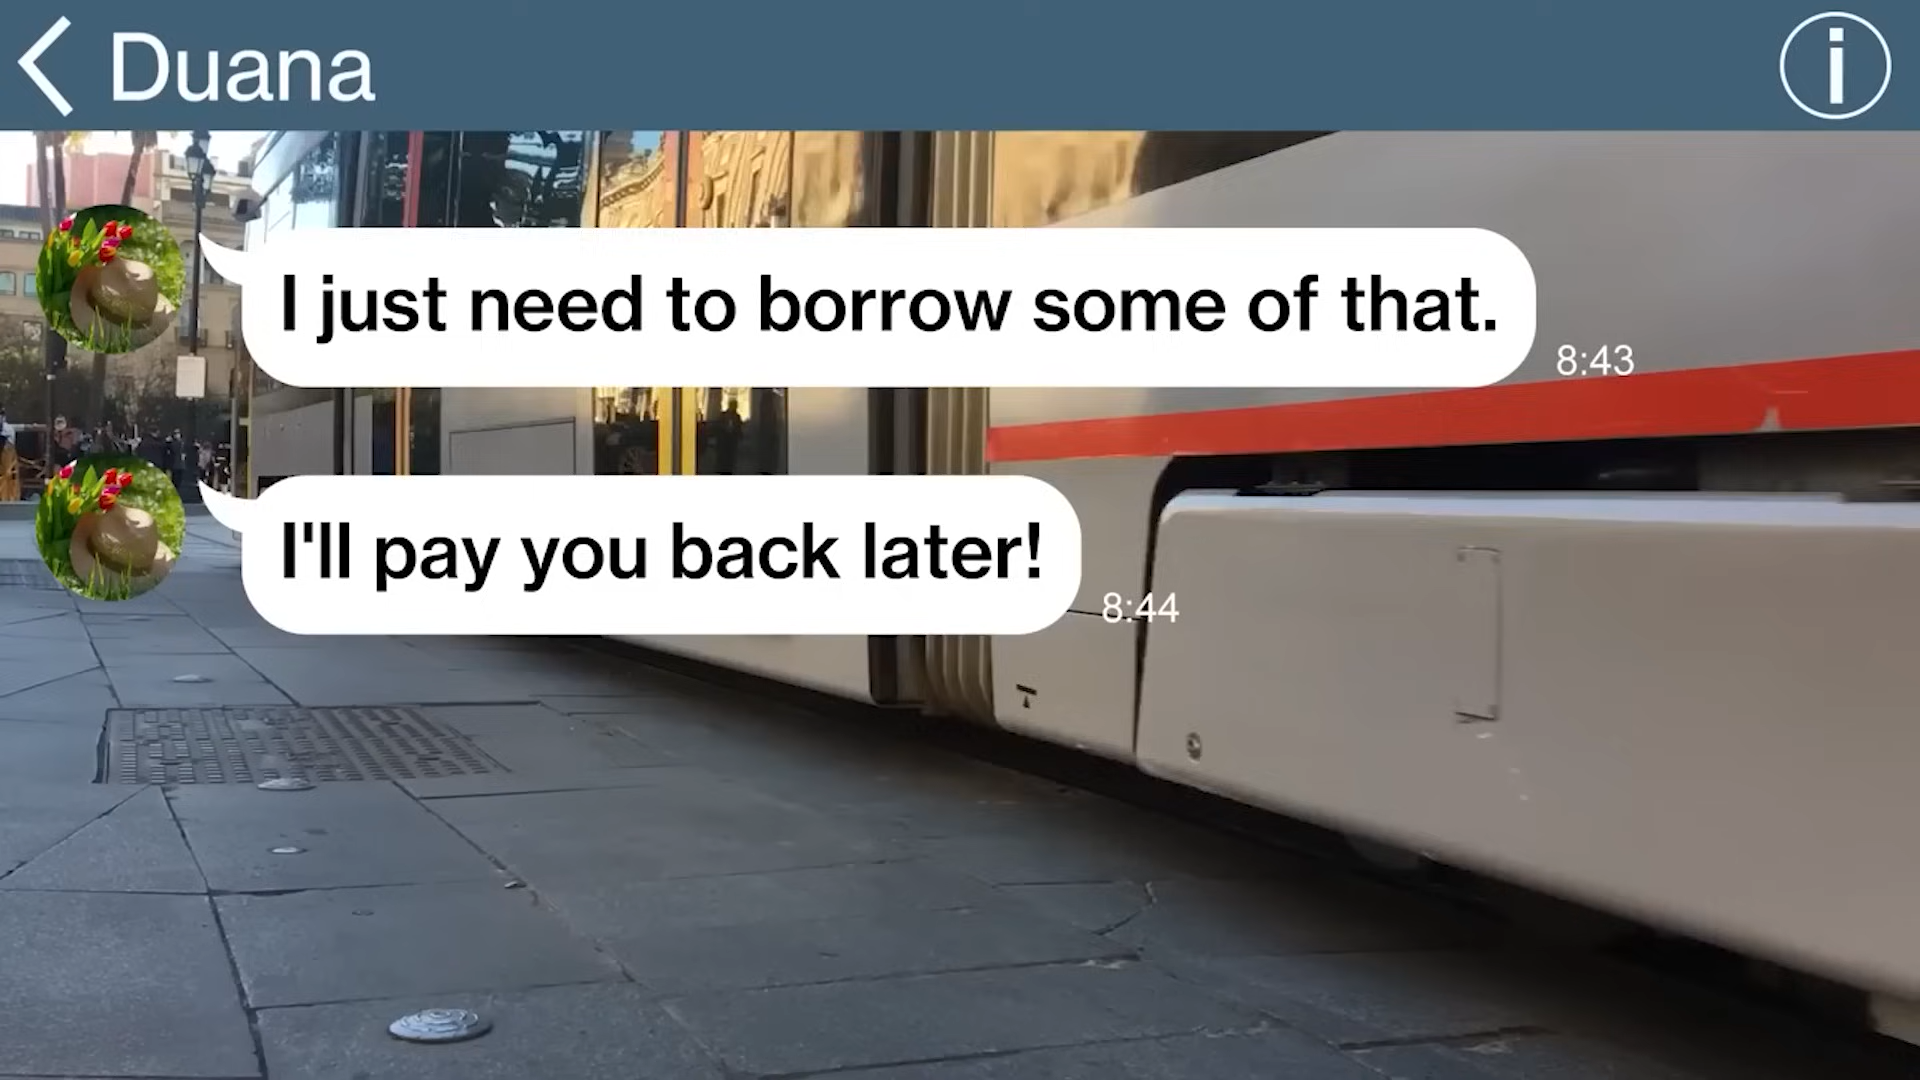 Duana
I just need to borrow some of that.
8:43
I'll pay you back later!
8:44